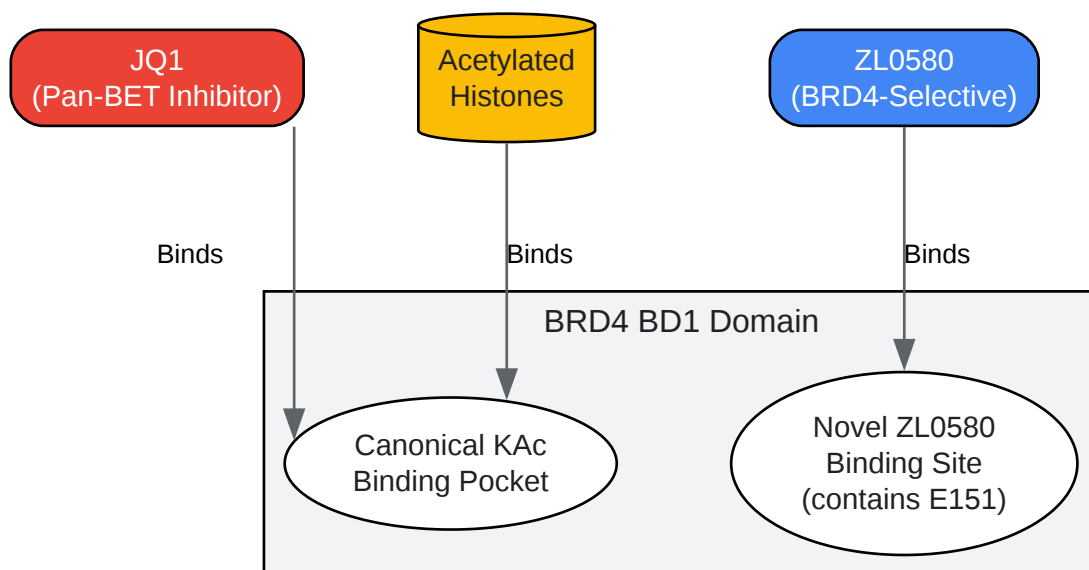 JQ1
(Pan-BET Inhibitor)
Acetylated
Histones
ZL0580
(BRD4-Selective)
Binds
Binds
Binds
BRD4 BD1 Domain
Canonical KAc
Binding Pocket
Novel ZL0580
Binding Site
(contains E151)